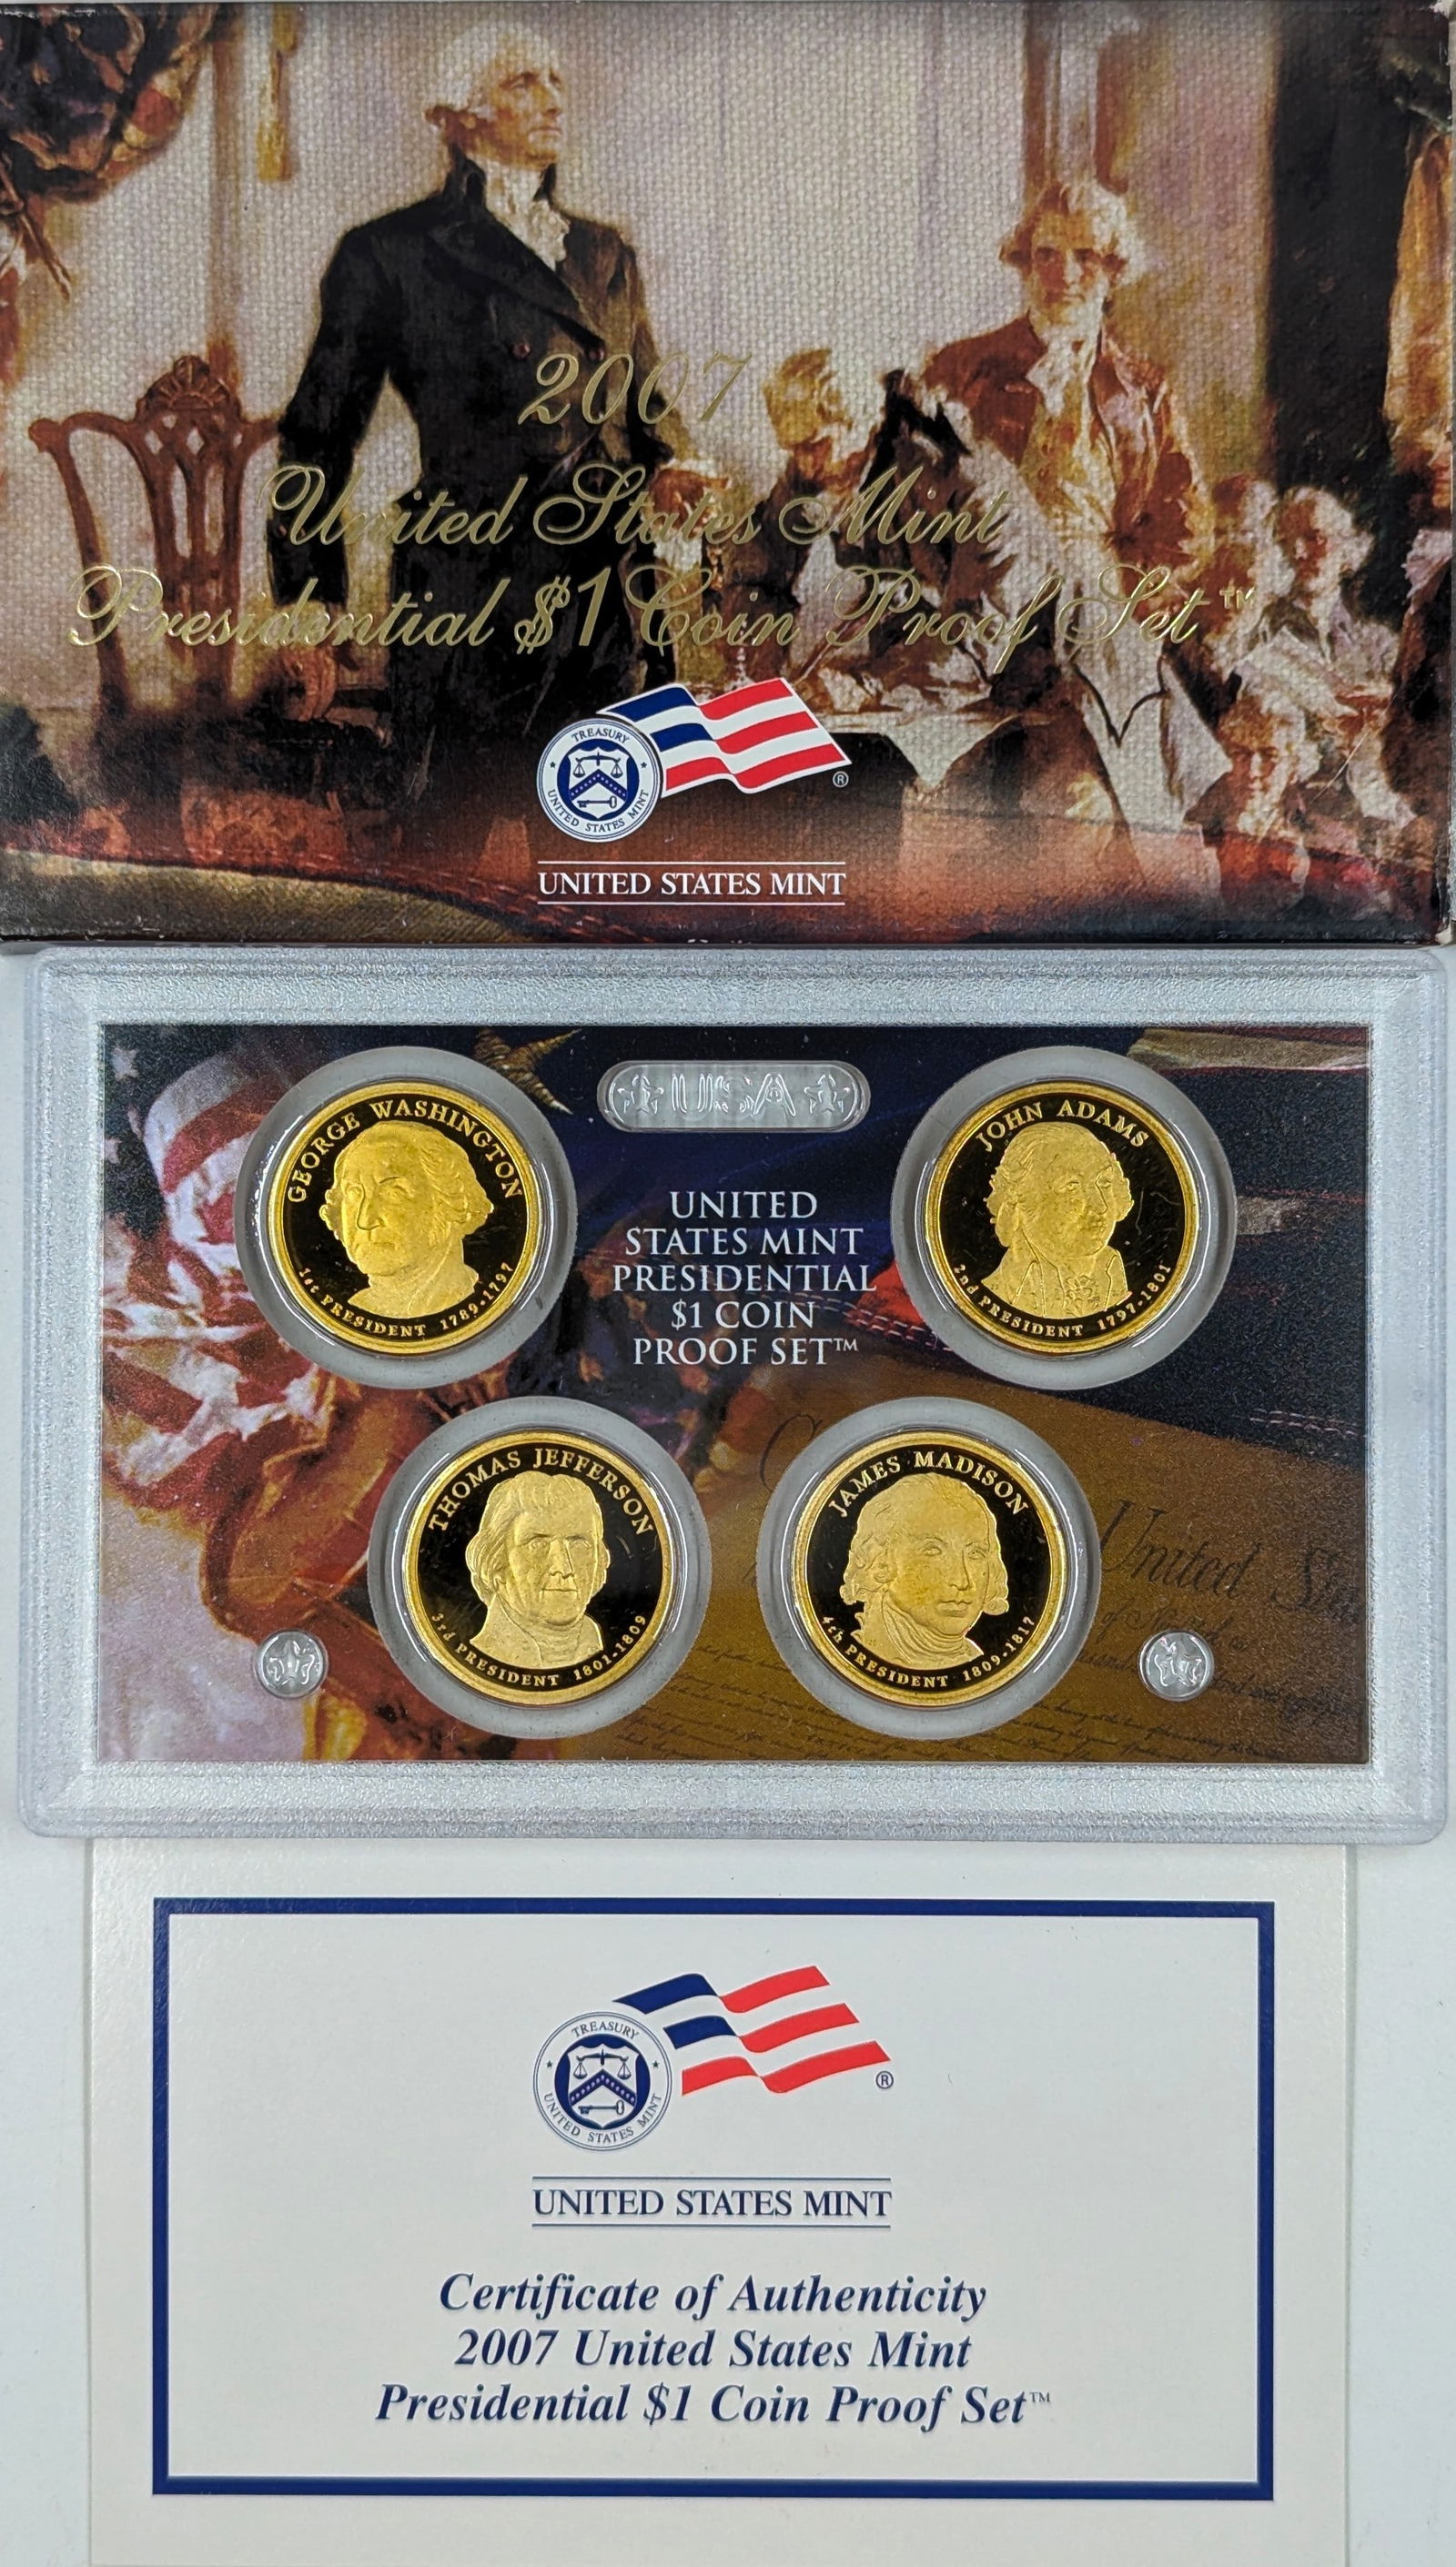 2007
United States Mint
Presidential $1 Coin Proof Set™
TREASURY
UNITED STATES MINT
®
UNITED STATES MINT
USA
GEORGE WASHINGTON
1st PRESIDENT 1789-1797
UNITED
STATES MINT
PRESIDENTIAL
$1 COIN
PROOF SET™
JOHN ADAMS
2nd PRESIDENT 1797-1801
THOMAS JEFFERSON
3rd PRESIDENT 1801-1809
JAMES MADISON
4th PRESIDENT 1809-1817
United
TREASURY
UNITED STATES MINT
®
UNITED STATES MINT
Certificate of Authenticity
2007 United States Mint
Presidential $1 Coin Proof Set™